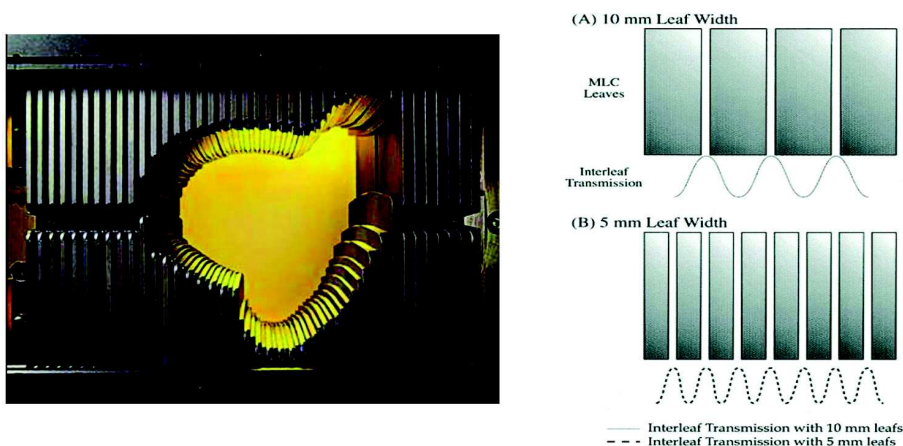 (A) 10 mm Leaf Width
MLC
Leaves
Interleaf
Transmission
(B) 5 mm Leaf Width
Interleaf Transmission with 10 mm leafs
Interleaf Transmission with 5 mm leafs